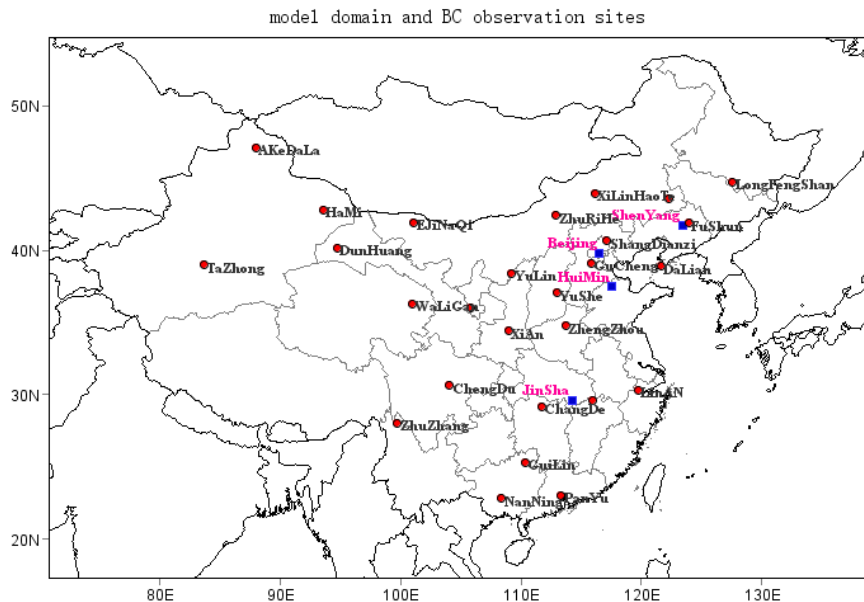 model domain and BC observation sites
50N
AKeDaLa
LongFengShan
XiLinHaoTe
HaMi
ZhuRiHe
ShenYang
EJiNaQI
FuShun
Beijing
ShangDianzi
40N
DunHuang
GuCheng
DaLian
TaZhong
YuLin
HuiMin
YuShe
WaLiGan
XiAn
ZhengZhou
30N
ChengDu
JinSha
LinAN
ChangDe
ZhuZhang
GuiLin
NanNing
PanYu
20N
80E 90E 100E 110E 120E 130E